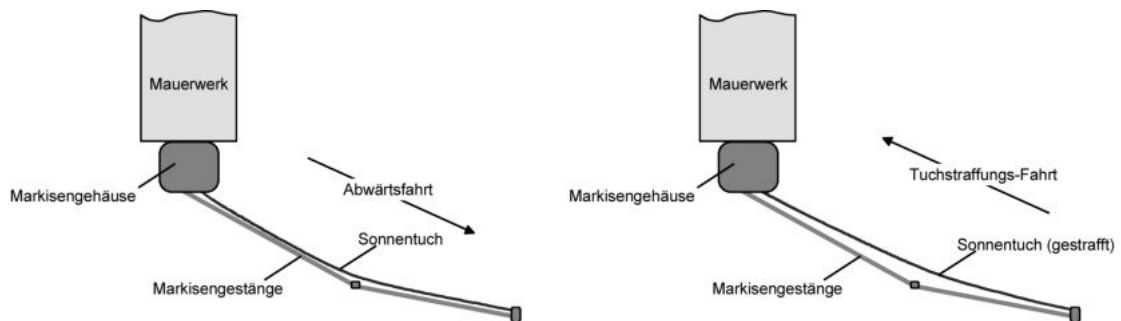 Mauerwerk
Markisengehäuse
Abwärtsfahrt
Sonnentuch
Markisengestänge
Mauerwerk
Markisengehäuse
Tuchstraffungs-Fahrt
Sonnentuch (gestrafft)
Markisengestänge